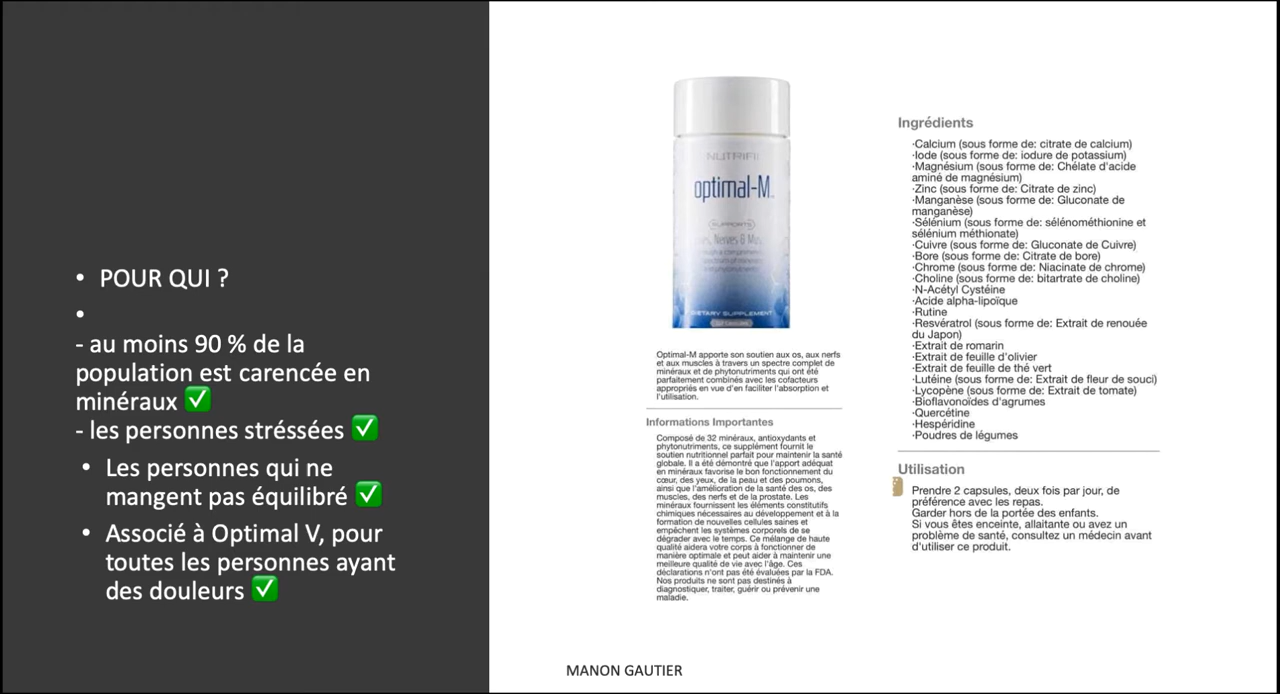 • POUR QUI ?
•
- au moins 90 % de la
population est carencée en
minéraux ✅
- les personnes stréssées ✅
• Les personnes qui ne
mangent pas équilibré ✅
• Associé à Optimal V, pour
toutes les personnes ayant
des douleurs ✅
NUTRIFII
optimal-M™
SUPPORTS
Nerves & Mus
DIETARY SUPPLEMENT
Optimal-M apporte son soutien aux os, aux nerfs
et aux muscles à travers un spectre complet de
minéraux et de phytonutriments qui ont été
parfaitement combinés avec les cofacteurs
appropriés en vue d'en faciliter l'absorption et
l'utilisation.
Informations Importantes
Composé de 32 minéraux, antioxydants et
phytonutriments, ce supplément fournit le
soutien nutritionnel parfait pour maintenir la santé
globale. Il a été démontré que l'apport adéquat
en minéraux favorise le bon fonctionnement du
cœur, des yeux, de la peau et des poumons,
ainsi que l'amélioration de la santé des os, des
muscles, des nerfs et de la prostate. Les
minéraux fournissent les éléments constitutifs
chimiques nécessaires au développement et à la
formation de nouvelles cellules saines et
empêchent les systèmes corporels de se
dégrader avec le temps. Ce mélange de haute
qualité aidera votre corps à fonctionner de
manière optimale et peut aider à maintenir une
meilleure qualité de vie avec l'âge. Ces
déclarations n'ont pas été évaluées par la FDA.
Nos produits ne sont pas destinés à
diagnostiquer, traiter, guérir ou prévenir une
maladie.
Ingrédients
·Calcium (sous forme de: citrate de calcium)
·Iode (sous forme de: iodure de potassium)
·Magnésium (sous forme de: Chélate d'acide
aminé de magnésium)
·Zinc (sous forme de: Citrate de zinc)
·Manganèse (sous forme de: Gluconate de
manganèse)
·Sélénium (sous forme de: sélénométhionine et
sélénium méthionate)
·Cuivre (sous forme de: Gluconate de Cuivre)
·Bore (sous forme de: Citrate de bore)
·Chrome (sous forme de: Niacinate de chrome)
·Choline (sous forme de: bitartrate de choline)
·N-Acétyl Cystéine
·Acide alpha-lipoïque
·Rutine
·Resvératrol (sous forme de: Extrait de renouée
du Japon)
·Extrait de romarin
·Extrait de feuille d'olivier
·Extrait de feuille de thé vert
·Lutéine (sous forme de: Extrait de fleur de souci)
·Lycopène (sous forme de: Extrait de tomate)
·Bioflavonoïdes d'agrumes
·Quercétine
·Hespéridine
·Poudres de légumes
Utilisation
Prendre 2 capsules, deux fois par jour, de
préférence avec les repas.
Garder hors de la portée des enfants.
Si vous êtes enceinte, allaitante ou avez un
problème de santé, consultez un médecin avant
d'utiliser ce produit.
MANON GAUTIER